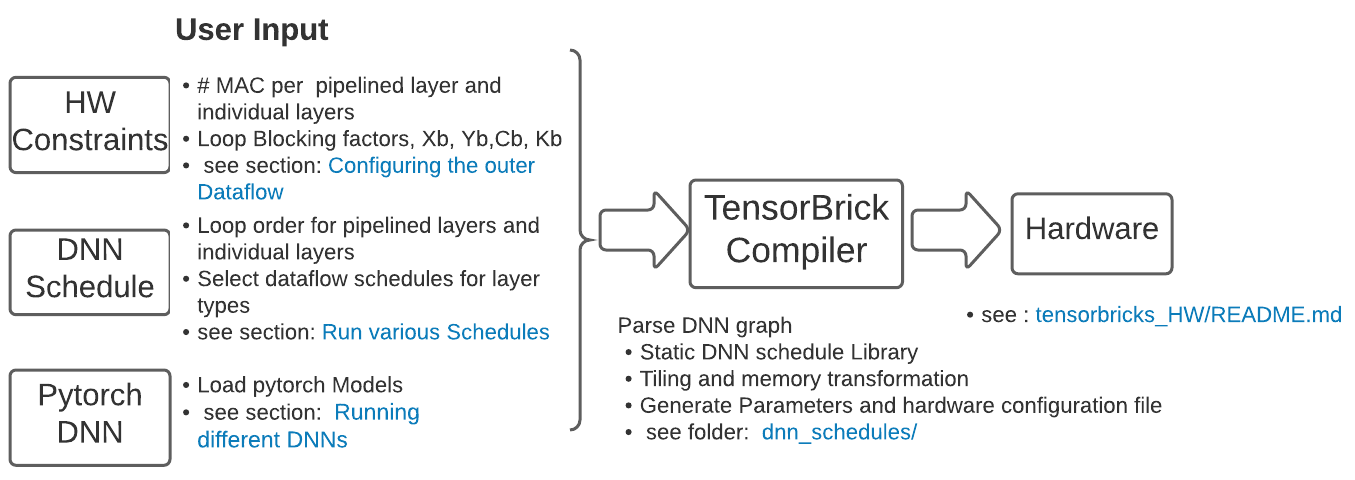 User Input
HW
Constraints
• # MAC per pipelined layer and
individual layers
• Loop Blocking factors, Xb, Yb,Cb, Kb
• see section: Configuring the outer
Dataflow
DNN
Schedule
• Loop order for pipelined layers and
individual layers
• Select dataflow schedules for layer
types
• see section: Run various Schedules
Pytorch
DNN
• Load pytorch Models
• see section: Running
different DNNs
TensorBrick
Compiler
Parse DNN graph
• Static DNN schedule Library
• Tiling and memory transformation
• Generate Parameters and hardware configuration file
• see folder: dnn_schedules/
Hardware
• see : tensorbricks_HW/README.md